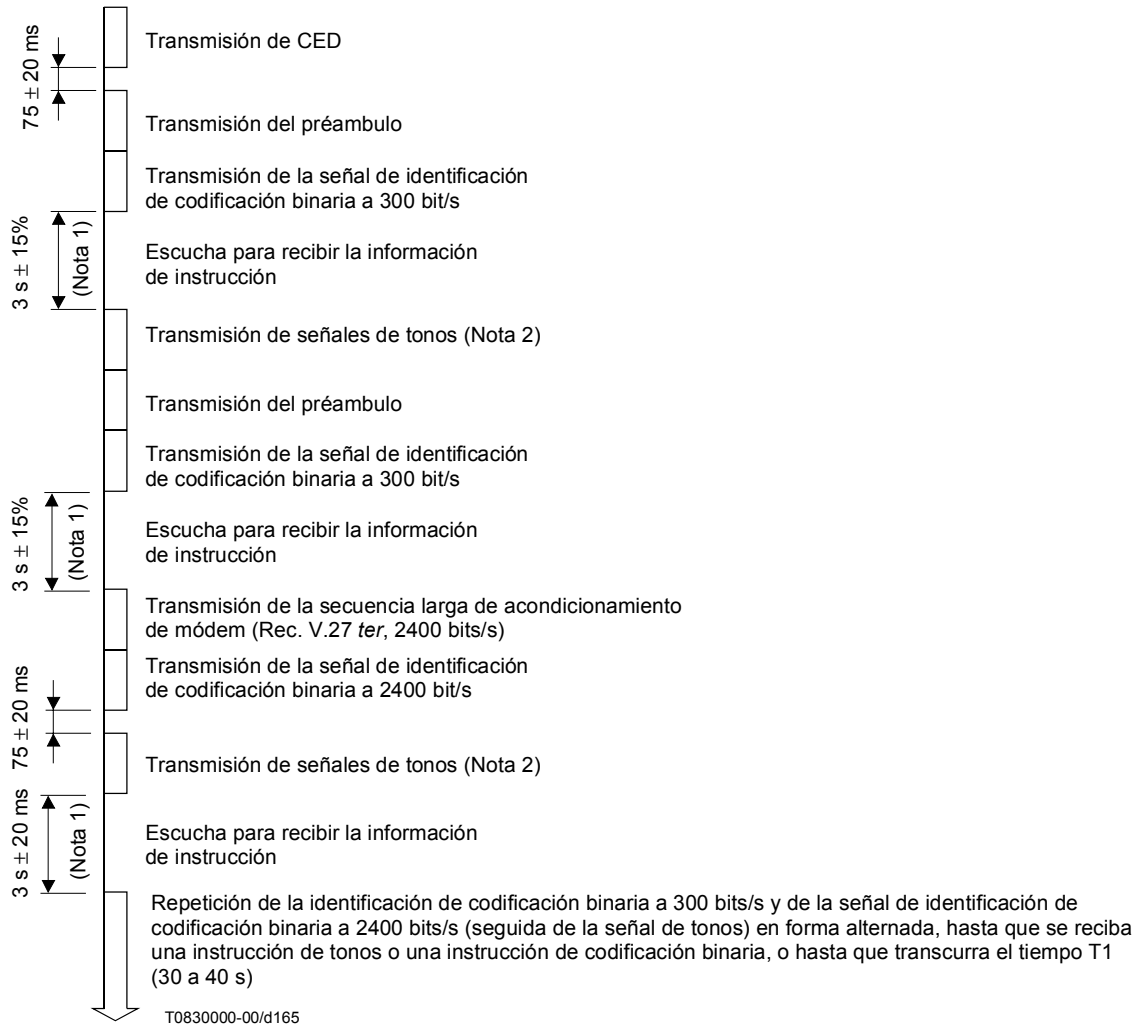 Transmisión de CED
75 ± 20 ms
Transmisión del préambulo
Transmisión de la señal de identificación
de codificación binaria a 300 bit/s
3 s ± 15%
(Nota 1)
Escucha para recibir la información
de instrucción
Transmisión de señales de tonos (Nota 2)
Transmisión del préambulo
Transmisión de la señal de identificación
de codificación binaria a 300 bit/s
3 s ± 15%
(Nota 1)
Escucha para recibir la información
de instrucción
Transmisión de la secuencia larga de acondicionamiento
de módem (Rec. V.27 ter, 2400 bits/s)
Transmisión de la señal de identificación
de codificación binaria a 2400 bit/s
75 ± 20 ms
Transmisión de señales de tonos (Nota 2)
3 s ± 20 ms
(Nota 1)
Escucha para recibir la información
de instrucción
Repetición de la identificación de codificación binaria a 300 bits/s y de la señal de identificación de
codificación binaria a 2400 bits/s (seguida de la señal de tonos) en forma alternada, hasta que se reciba
una instrucción de tonos o una instrucción de codificación binaria, o hasta que transcurra el tiempo T1
(30 a 40 s)
T0830000-00/d165